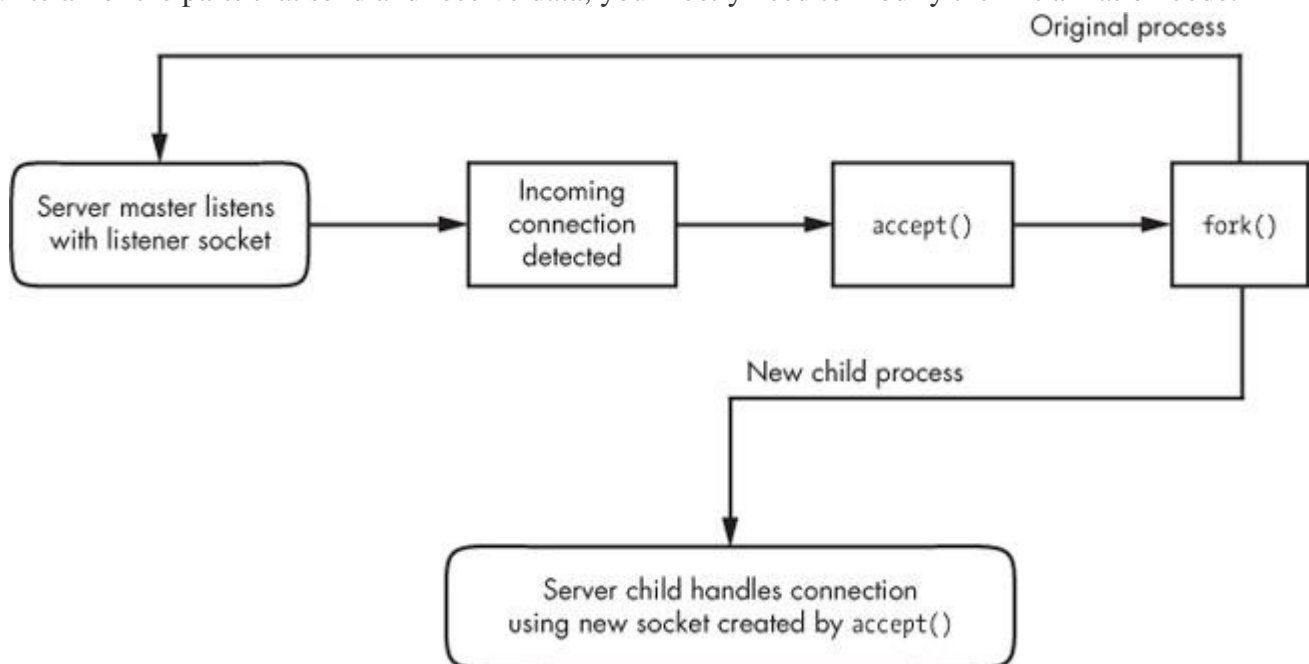 Original process
Server master listens
with listener socket
Incoming
connection
detected
accept()
fork()
New child process
Server child handles connection
using new socket created by accept()